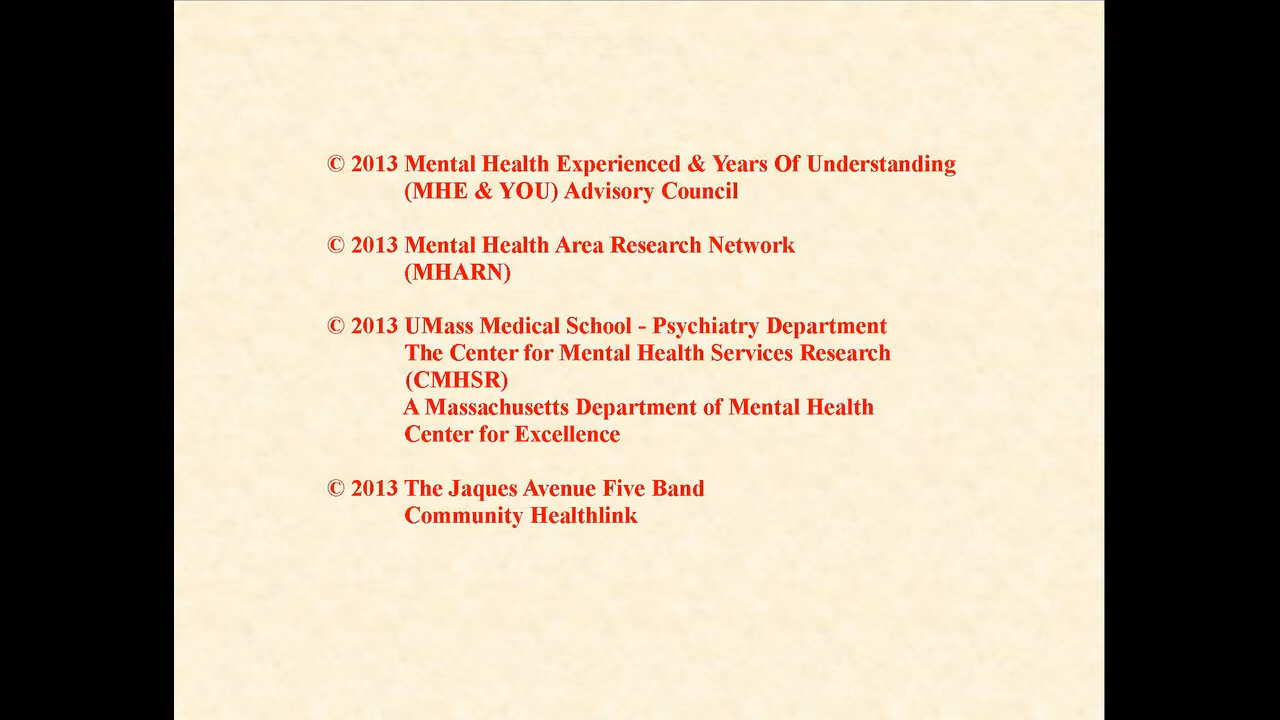 © 2013 Mental Health Experienced & Years Of Understanding
(MHE & YOU) Advisory Council
© 2013 Mental Health Area Research Network
(MHARN)
© 2013 UMass Medical School - Psychiatry Department
The Center for Mental Health Services Research
(CMHSR)
A Massachusetts Department of Mental Health
Center for Excellence
© 2013 The Jaques Avenue Five Band
Community Healthlink